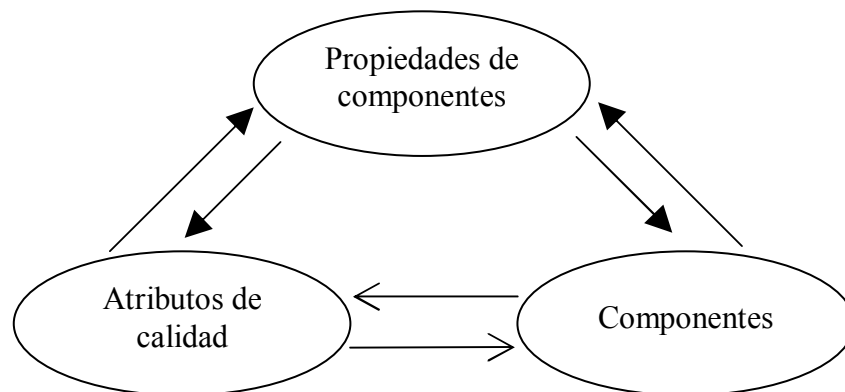 Propiedades de
componentes
Atributos de
calidad
Componentes